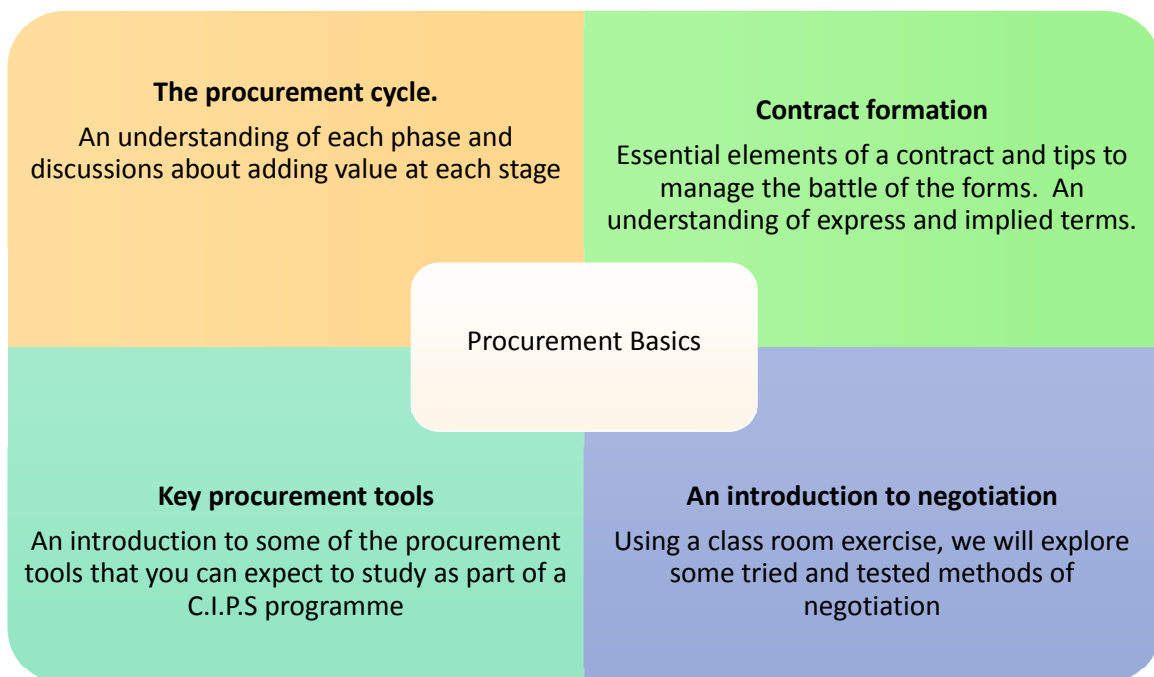 The procurement cycle.
An understanding of each phase and
discussions about adding value at each stage
Contract formation
Essential elements of a contract and tips to
manage the battle of the forms.  An
understanding of express and implied terms.
Procurement Basics
Key procurement tools
An introduction to some of the procurement
tools that you can expect to study as part of a
C.I.P.S programme
An introduction to negotiation
Using a class room exercise, we will explore
some tried and tested methods of
negotiation